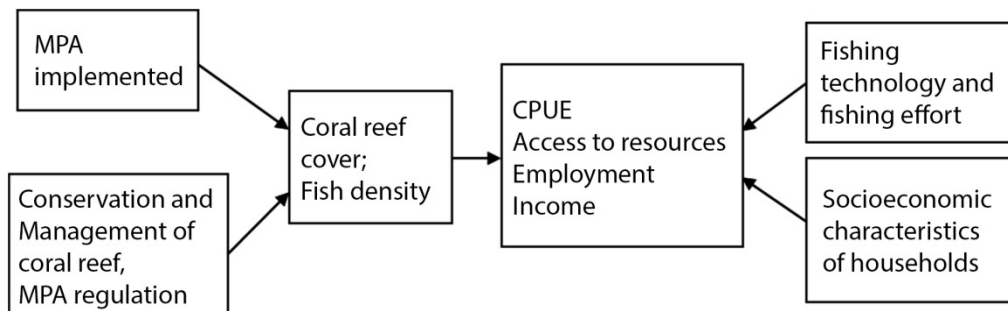 MPA
implemented
Conservation and
Management of
coral reef,
MPA regulation
Coral reef
cover;
Fish density
CPUE
Access to resources
Employment
Income
Fishing
technology and
fishing effort
Socioeconomic
characteristics
of households